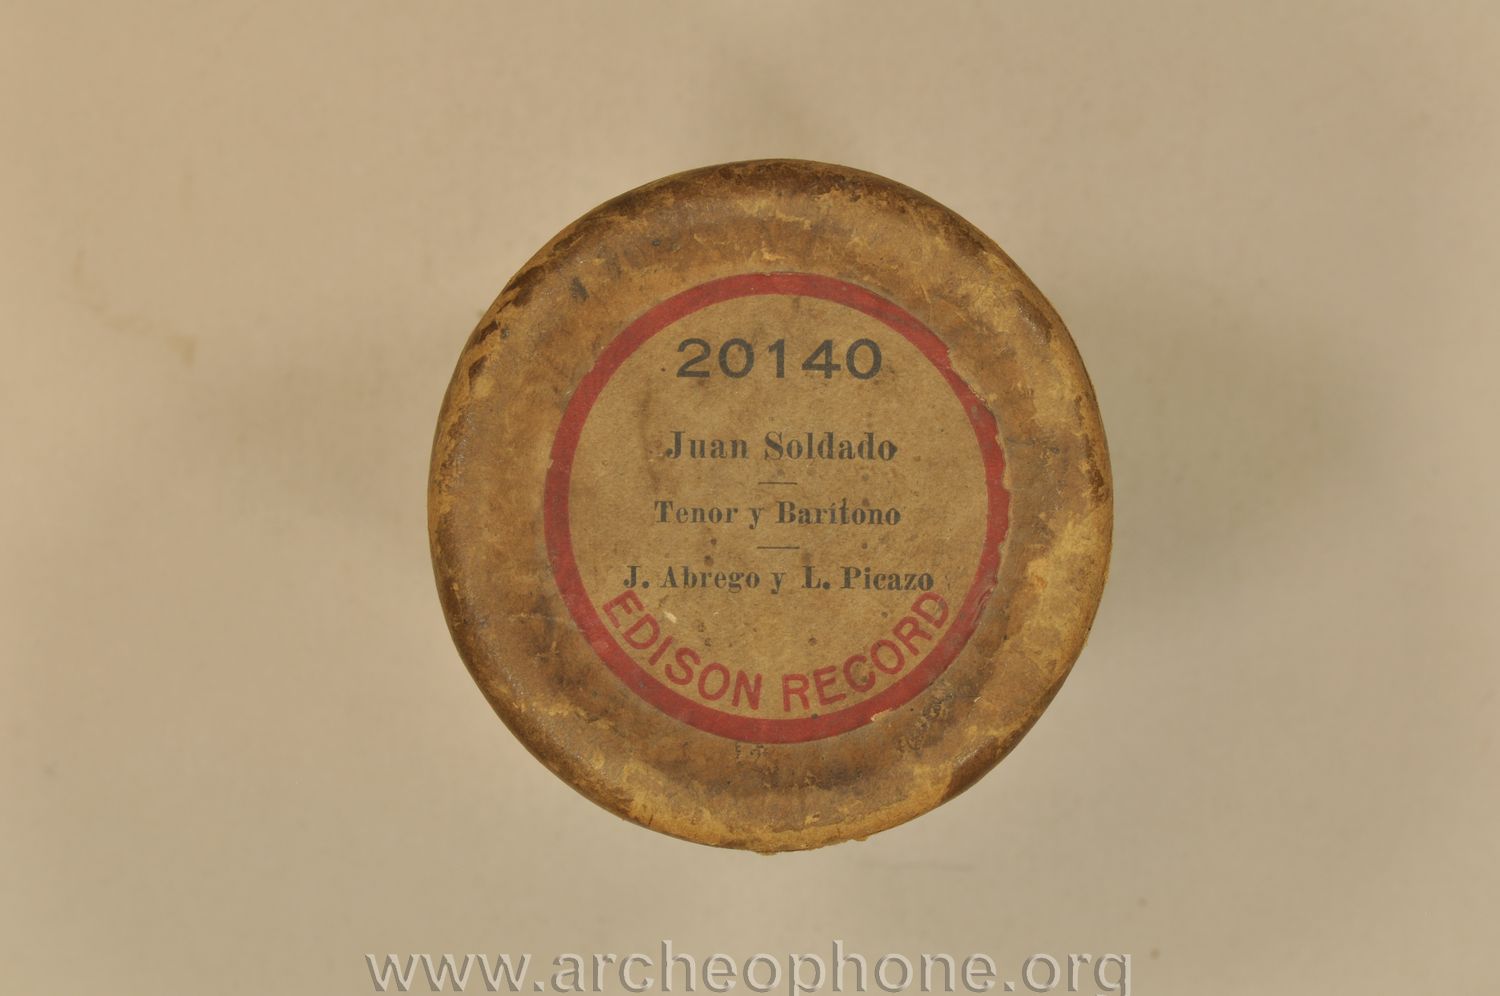 20140
Juan Soldado
Tenor y Barítono
J. Abrego y L. Picazo
EDISON RECORD
www.archeophone.org